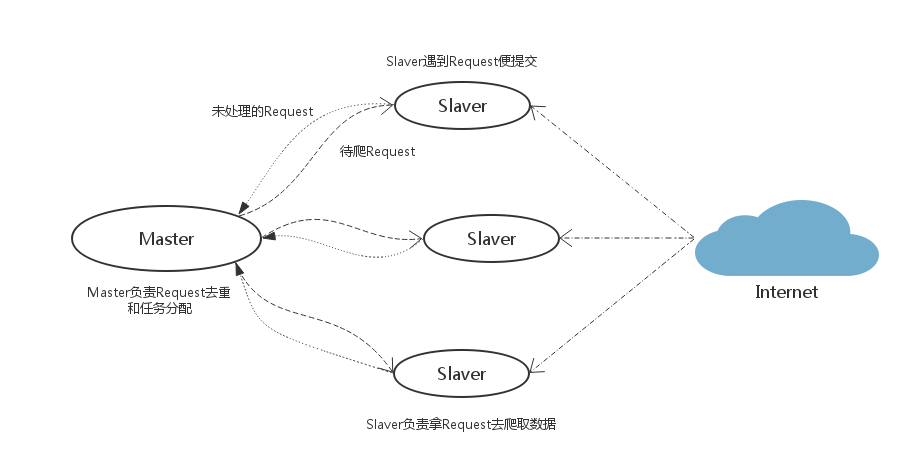 Slaver遇到Request便提交
Slaver
未处理的Request
待爬Request
Master
Slaver
Master负责Request去重
和任务分配
Internet
Slaver
Slaver负责拿Request去爬取数据